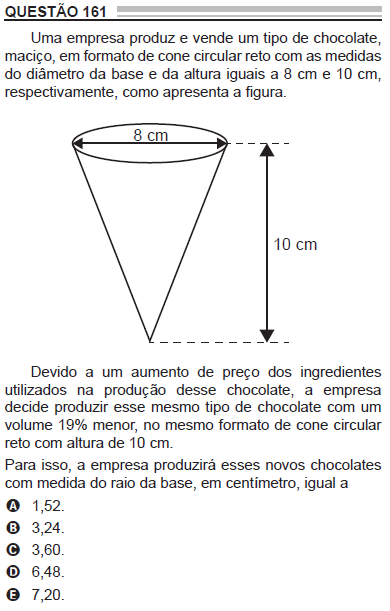 QUESTÃO 161
Uma empresa produz e vende um tipo de chocolate,
maciço, em formato de cone circular reto com as medidas
do diâmetro da base e da altura iguais a 8 cm e 10 cm,
respectivamente, como apresenta a figura.
8 cm
10 cm
Devido a um aumento de preço dos ingredientes
utilizados na produção desse chocolate, a empresa
decide produzir esse mesmo tipo de chocolate com um
volume 19% menor, no mesmo formato de cone circular
reto com altura de 10 cm.
Para isso, a empresa produzirá esses novos chocolates
com medida do raio da base, em centímetro, igual a
A 1,52.
B 3,24.
C 3,60.
D 6,48.
E 7,20.